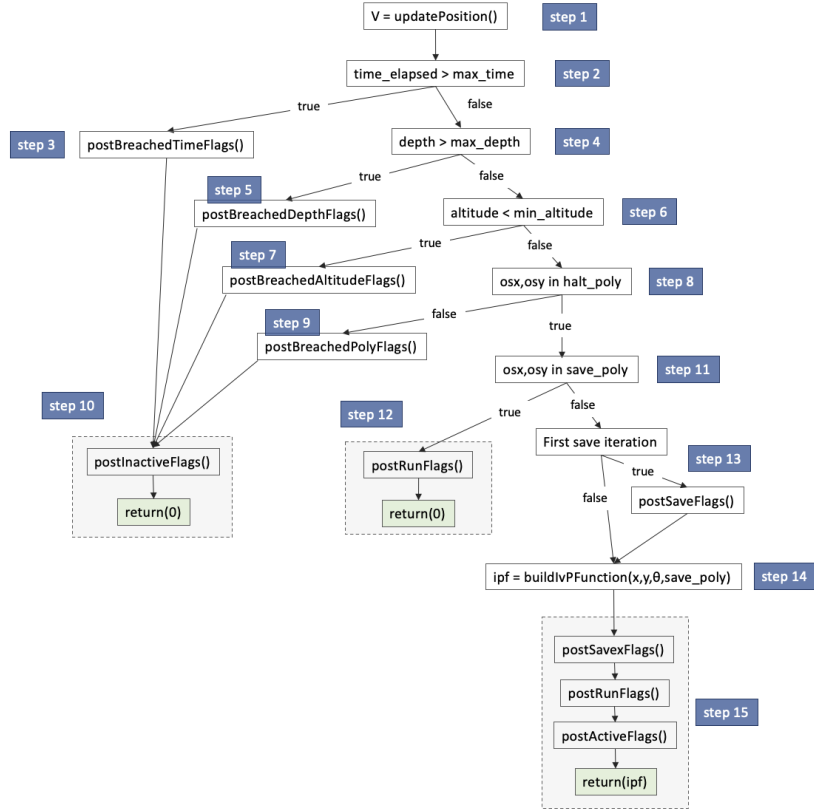 V = updatePosition()
step 1
time_elapsed > max_time
step 2
true
false
step 3
postBreachedTimeFlags()
depth > max_depth
step 4
true
false
step 5
postBreachedDepthFlags()
altitude < min_altitude
step 6
true
false
step 7
postBreachedAltitudeFlags()
osx,osy in halt_poly
step 8
false
true
step 9
postBreachedPolyFlags()
osx,osy in save_poly
step 11
step 10
true
false
step 12
First save iteration
step 13
postInactiveFlags()
return(0)
postRunFlags()
return(0)
true
false
postSaveFlags()
ipf = buildIvPFunction(x,y,θ,save_poly)
step 14
postSavexFlags()
postRunFlags()
step 15
postActiveFlags()
return(ipf)